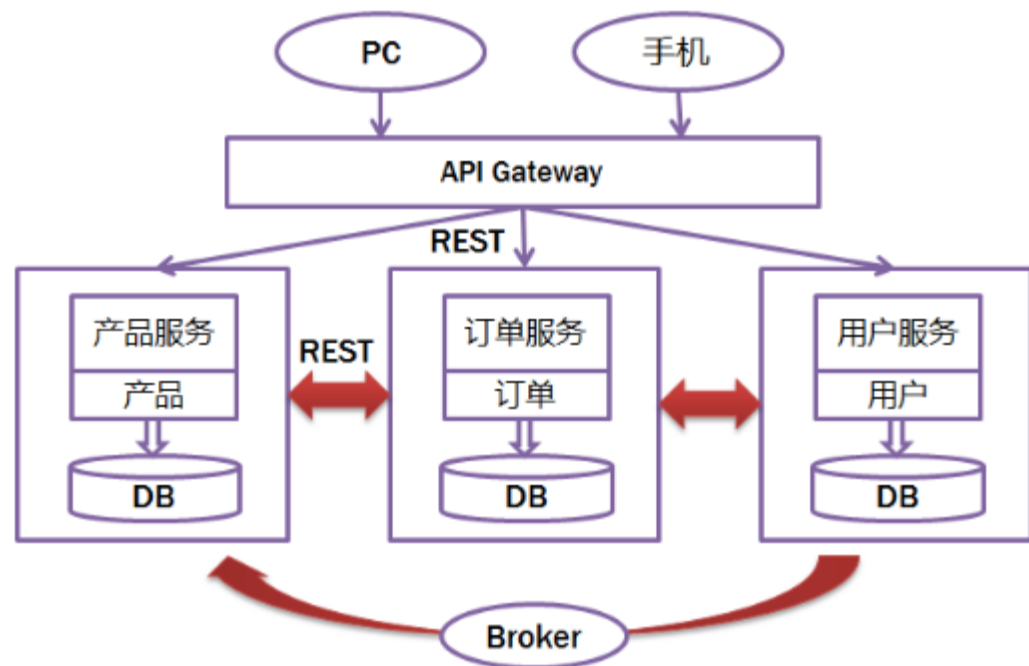 PC
手机
API Gateway
REST
产品服务
产品
DB
REST
订单服务
订单
DB
用户服务
用户
DB
Broker